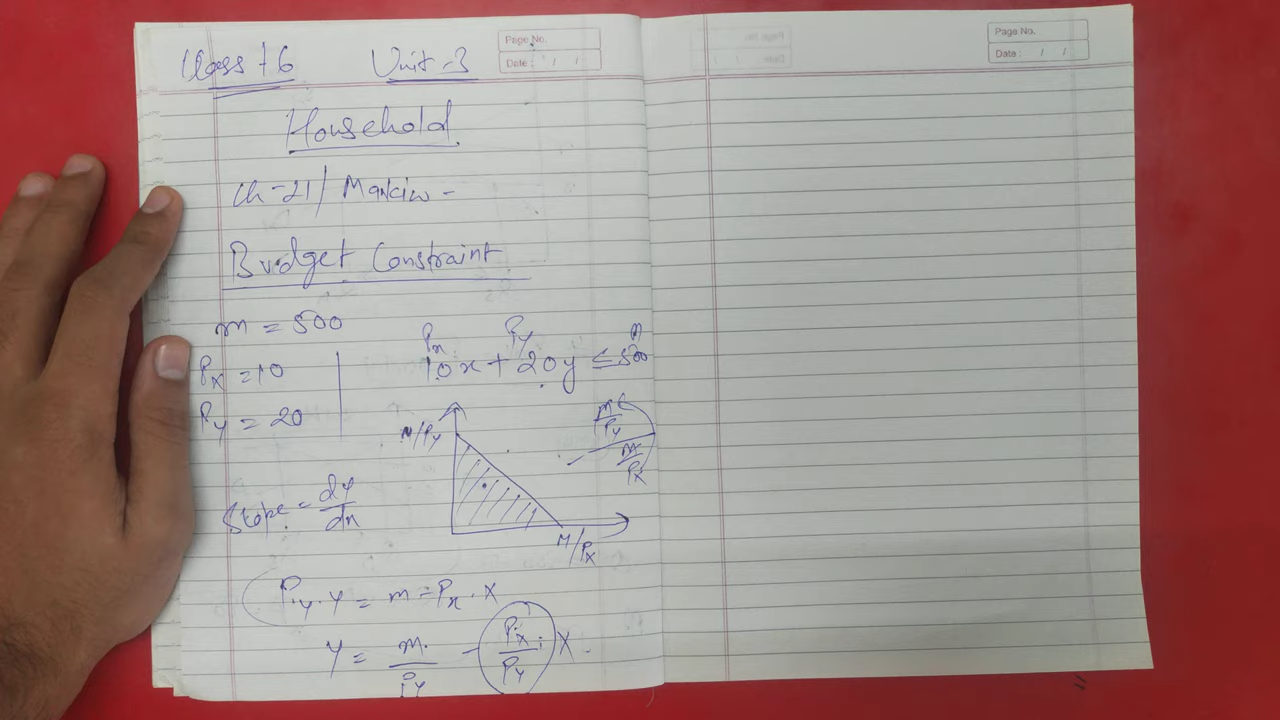 Page No.
Date : / /
Page No.
Date : / /
Class 16 Unit-3
Household
Ch-21/ Mankiw -
Budget Constraint
m = 500
Px = 10
Py = 20
Px Py M
10x + 20y ≤ 500
M/Py
M/Px
m/Py
m/Px
Slope = dy/dx
Py.y = m - Px.X
y = m/Py - Px/Py . X